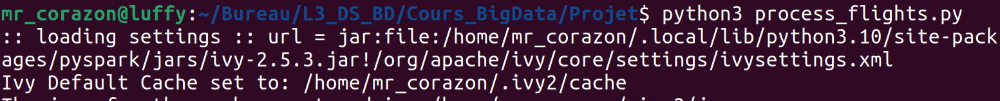 mr_corazon@luffy:~/Bureau/L3_DS_BD/Cours_BigData/Projet$ python3 process_flights.py
:: loading settings :: url = jar:file:/home/mr_corazon/.local/lib/python3.10/site-pack
ages/pyspark/jars/ivy-2.5.3.jar!/org/apache/ivy/core/settings/ivysettings.xml
Ivy Default Cache set to: /home/mr_corazon/.ivy2/cache